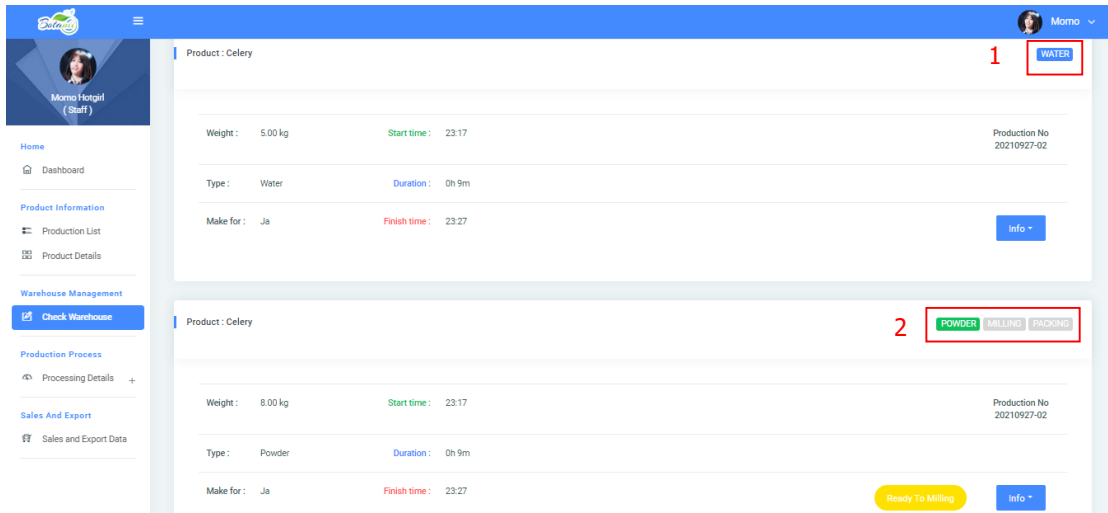 Solami
Momo
Momo Hotgirl
( Staff )
Home
Dashboard
Product Information
Production List
Product Details
Warehouse Management
Check Warehouse
Production Process
Processing Details +
Sales And Export
Sales and Export Data
Product : Celery
1
WATER
Weight : 5.00 kg Start time : 23:17 Production No
20210927-02
Type : Water Duration : 0h 9m
Make for : Ja Finish time : 23:27 Info
Product : Celery
2
POWDER MILLING PACKING
Weight : 8.00 kg Start time : 23:17 Production No
20210927-02
Type : Powder Duration : 0h 9m
Make for : Ja Finish time : 23:27 Ready To Milling Info